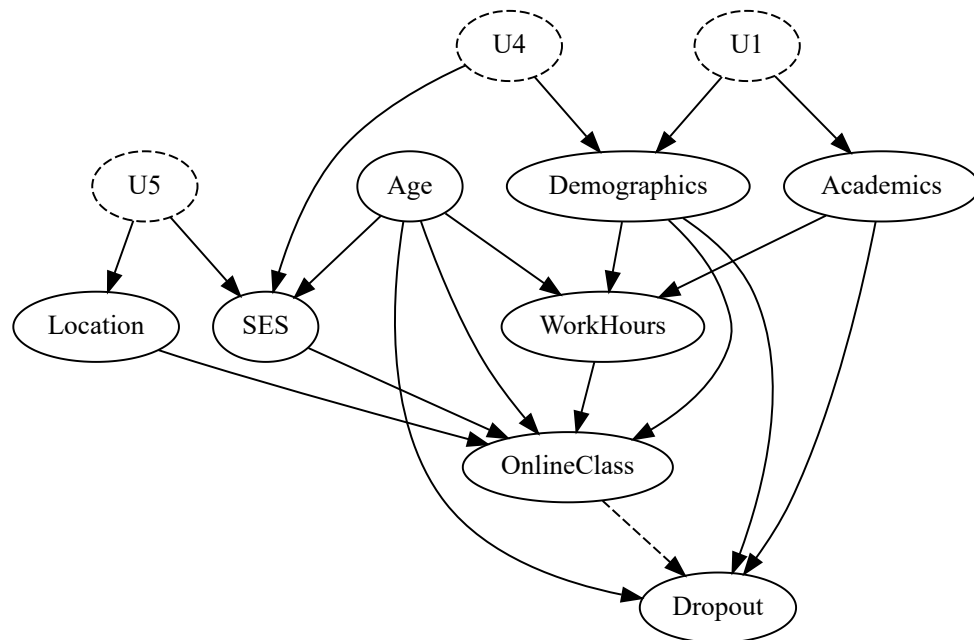 U4
U1
U5
Age
Demographics
Academics
Location
SES
WorkHours
OnlineClass
Dropout